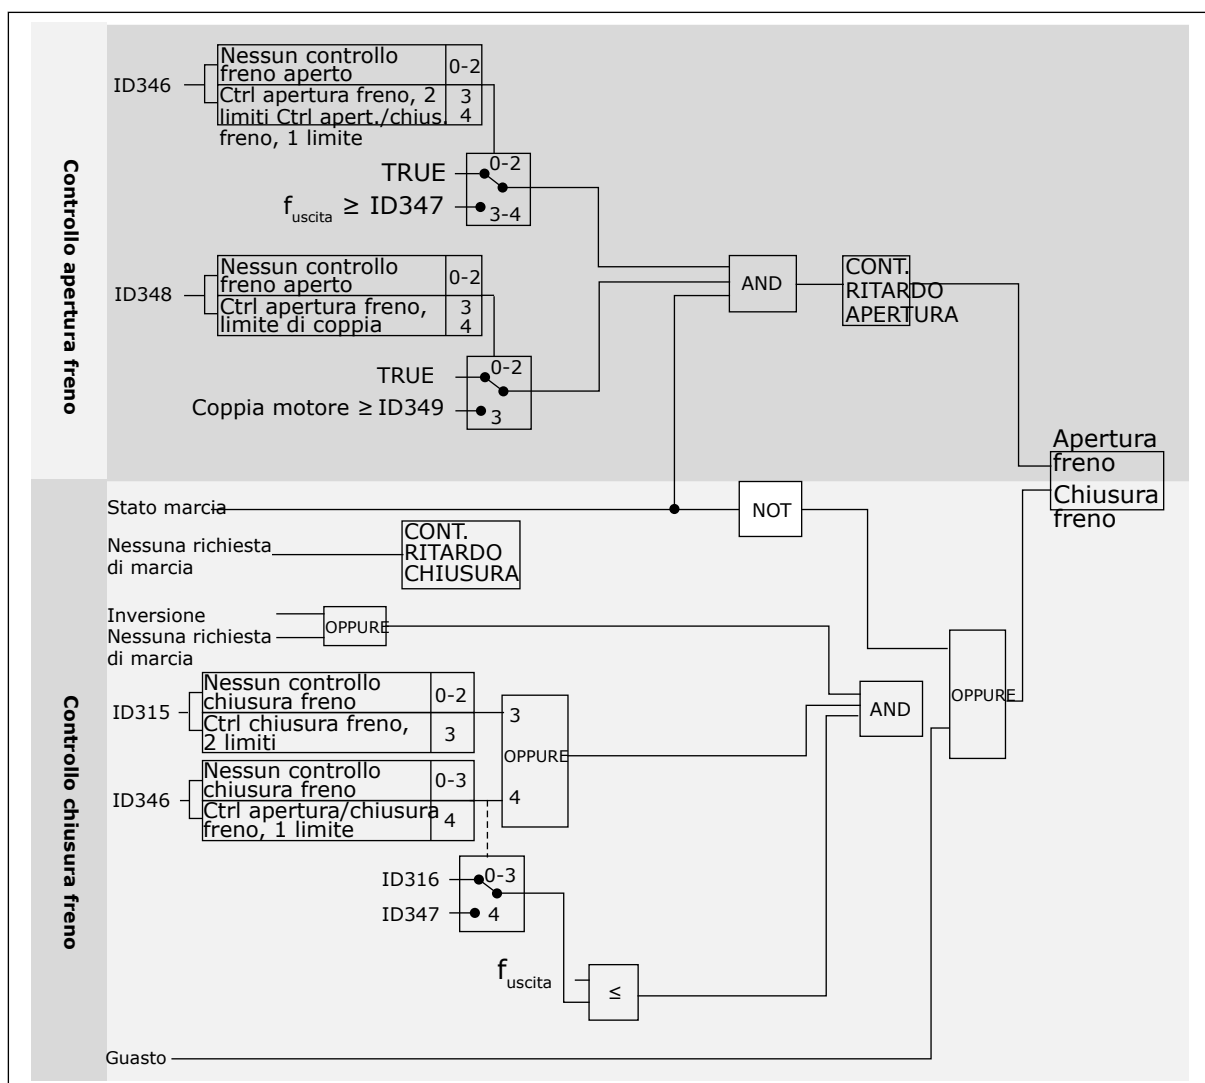 Controllo apertura freno
ID346
Nessun controllo
freno aperto
0-2
Ctrl apertura freno, 2
limiti Ctrl apert./chius.
freno, 1 limite
3
4
TRUE
0-2
fuscita ≥ ID347
3-4
ID348
Nessun controllo
freno aperto
0-2
Ctrl apertura freno,
limite di coppia
3
4
TRUE
0-2
Coppia motore ≥ ID349
3
AND
CONT.
RITARDO
APERTURA
Apertura
freno
Chiusura
freno
Controllo chiusura freno
Stato marcia
NOT
Nessuna richiesta
di marcia
CONT.
RITARDO
CHIUSURA
Inversione
Nessuna richiesta
di marcia
OPPURE
ID315
Nessun controllo
chiusura freno
0-2
Ctrl chiusura freno,
2 limiti
3
3
OPPURE
4
AND
OPPURE
ID346
Nessun controllo
chiusura freno
0-3
Ctrl apertura/chiusura
freno, 1 limite
4
ID316
0-3
ID347
4
fuscita
≤
Guasto